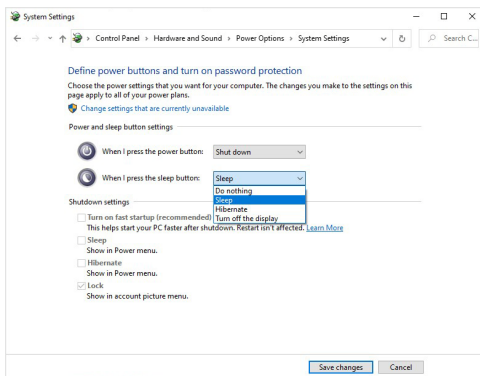 System Settings
Control Panel > Hardware and Sound > Power Options > System Settings
Search C...
Define power buttons and turn on password protection
Choose the power settings that you want for your computer. The changes you make to the settings on this
page apply to all of your power plans.
Change settings that are currently unavailable
Power and sleep button settings
When I press the power button: Shut down
When I press the sleep button: Sleep
Do nothing
Sleep
Hibernate
Turn off the display
Shutdown settings
Turn on fast startup (recommended)
This helps start your PC faster after shutdown. Restart isn't affected. Learn More
Sleep
Show in Power menu.
Hibernate
Show in Power menu.
Lock
Show in account picture menu.
Save changes Cancel